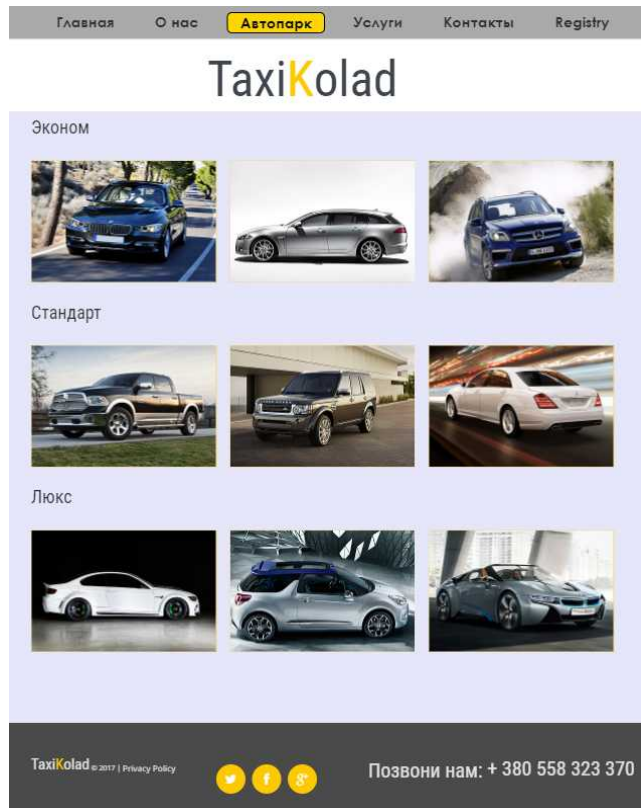 Главная О нас Автопарк Услуги Контакты Registry
TaxiKolad
Эконом
Стандарт
Люкс
TaxiKolad © 2017 | Privacy Policy
Позвони нам: + 380 558 323 370